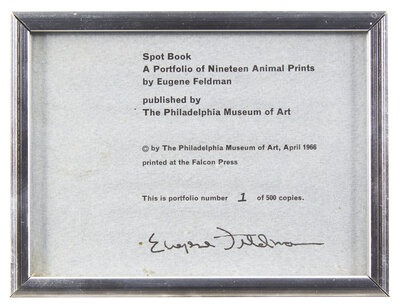 Spot Book
A Portfolio of Nineteen Animal Prints
by Eugene Feldman
published by
The Philadelphia Museum of Art
© by The Philadelphia Museum of Art, April 1966
printed at the Falcon Press
This is portfolio number 1 of 500 copies.
Eugene Feldman